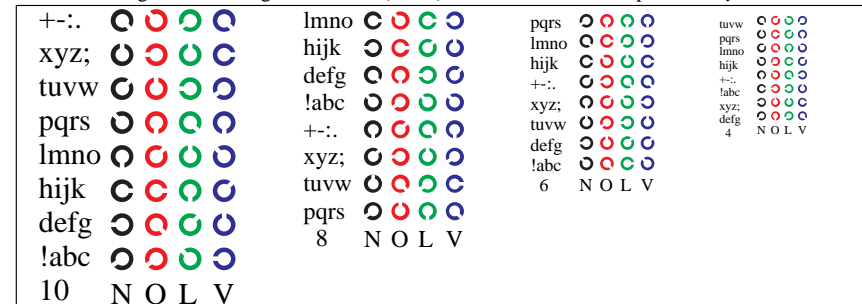 +-:.
xyz;
tuvw
pqrs
lmno
hijk
defg
!abc
10 N O L V
lmno
hijk
defg
!abc
+-:.
xyz;
tuvw
pqrs
8 N O L V
pqrs
lmno
hijk
+-:.
xyz;
tuvw
defg
!abc
6 N O L V
tuvw
pqrs
lmno
hijk
+-:.
!abc
xyz;
defg
4 N O L V